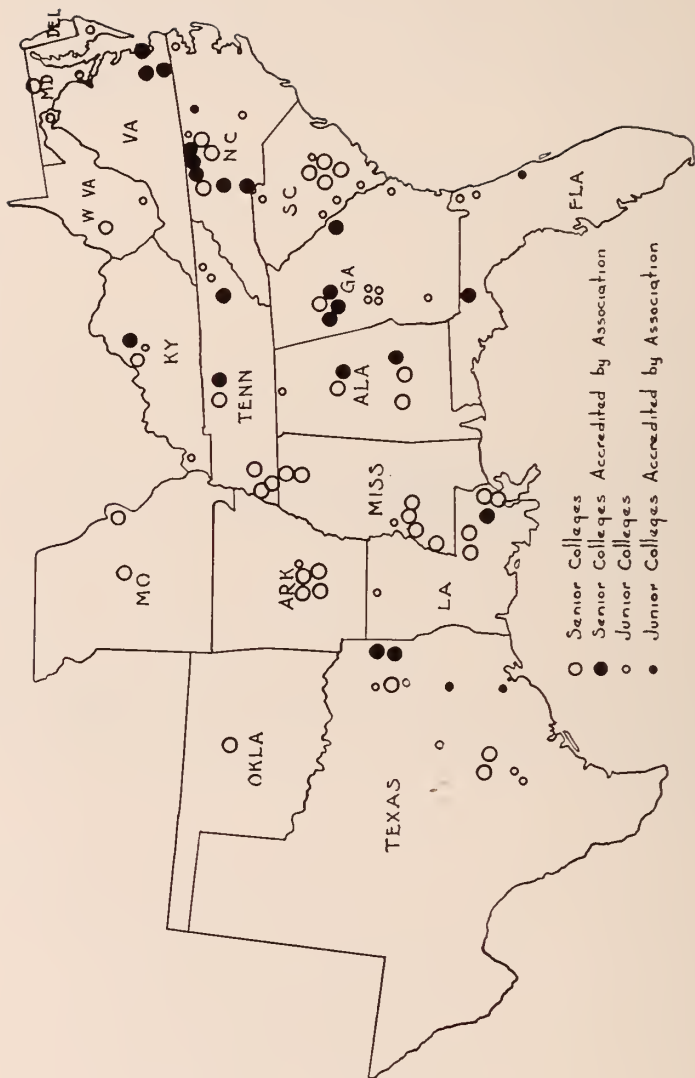 DEL
MD
W VA
VA
KY
NC
TENN
SC
MO
ARK
OKLA
MISS
ALA
GA
TEXAS
LA
FLA
Senior Colleges
Senior Colleges Accredited by Association
Junior Colleges
Junior Colleges Accredited by Association